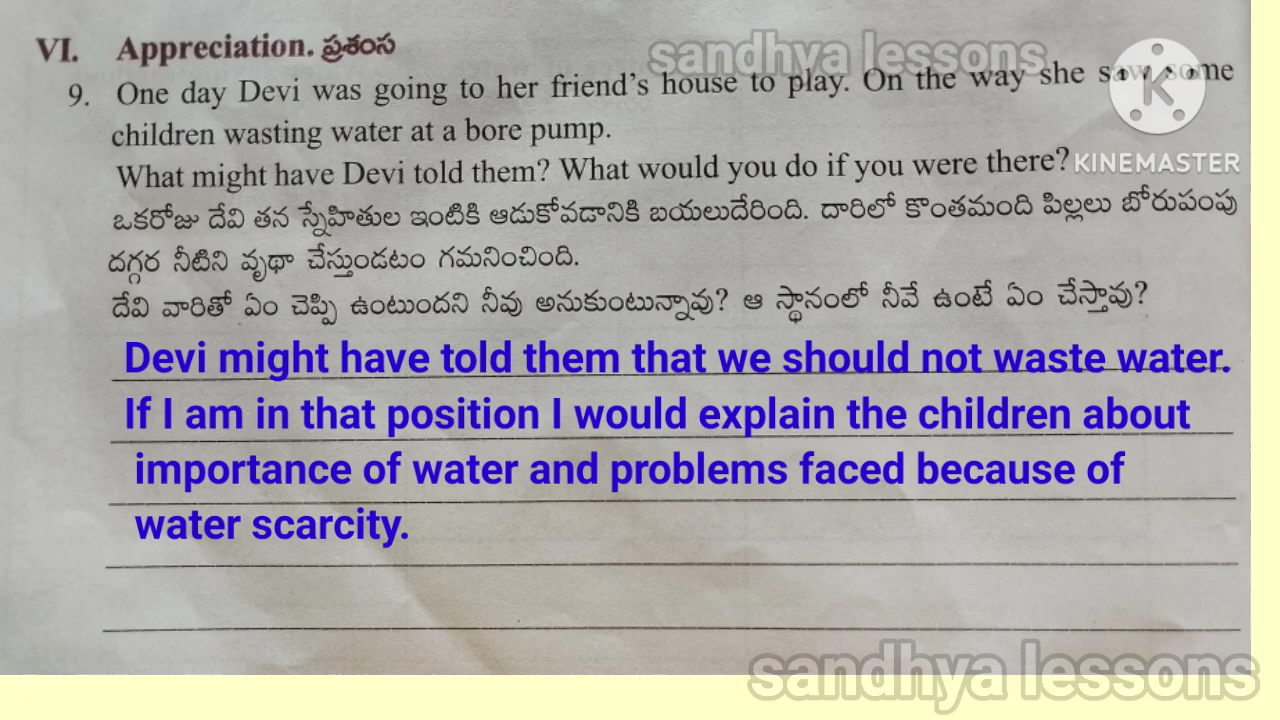 VI. Appreciation. ప్రశంస
sandhya lessons
9. One day Devi was going to her friend's house to play. On the way she saw some
children wasting water at a bore pump.
What might have Devi told them? What would you do if you were there?
KINEMASTER
ఒకరోజు దేవి తన స్నేహితుల ఇంటికి ఆడుకోవడానికి బయలుదేరింది. దారిలో కొంతమంది పిల్లలు బోరుపంపు
దగ్గర నీటిని వృథా చేస్తుండటం గమనించింది.
దేవి వారితో ఏం చెప్పి ఉంటుందని నీవు అనుకుంటున్నావు? ఆ స్థానంలో నీవే ఉంటే ఏం చేస్తావు?
Devi might have told them that we should not waste water.
If I am in that position I would explain the children about
importance of water and problems faced because of
water scarcity.
sandhya lessons